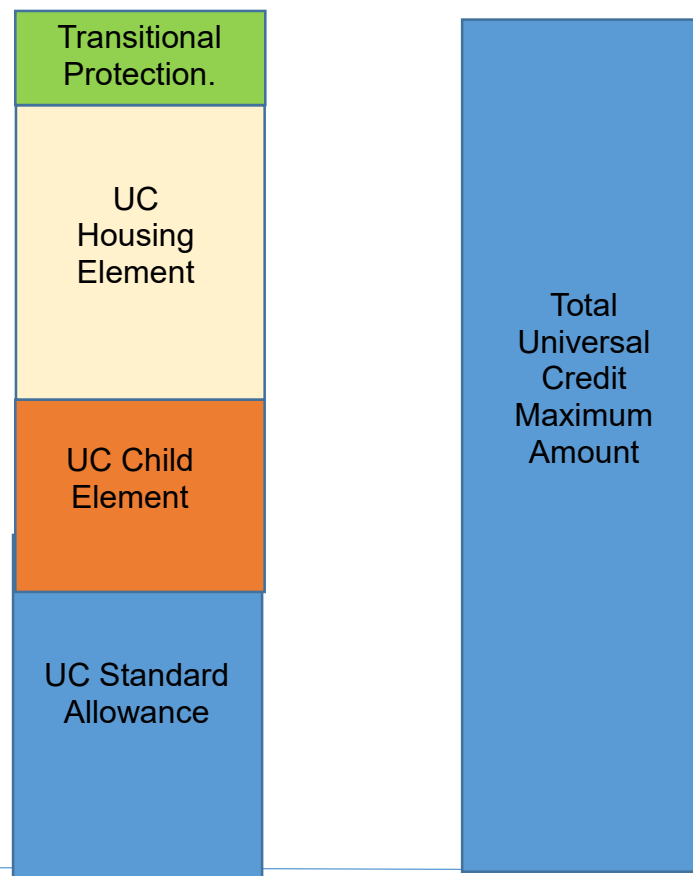 Transitional
Protection.
UC
Housing
Element
UC Child
Element
UC Standard
Allowance
Total
Universal
Credit
Maximum
Amount